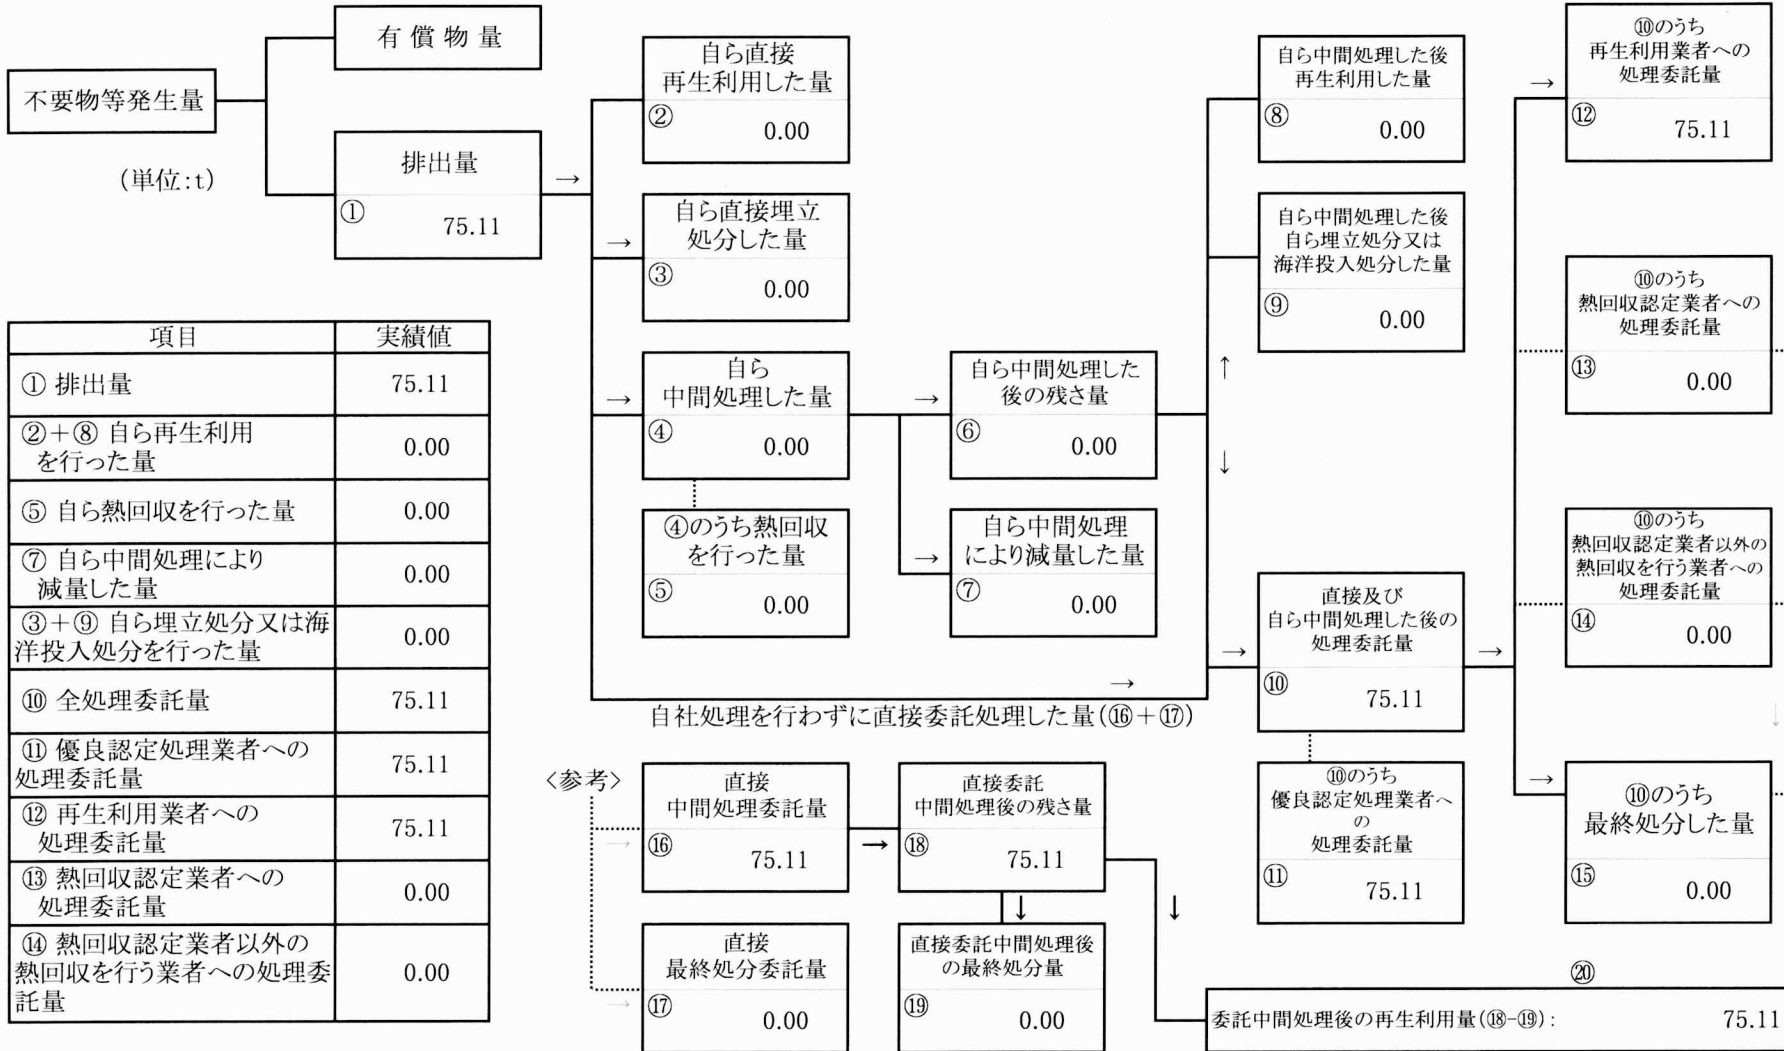 有 償 物 量
不要物等発生量
(単位:t)
排出量
→
①
75.11
自ら直接
再生利用した量
②
0.00
→
自ら直接埋立
処分した量
③
0.00
→
自ら
中間処理した量
④
0.00
④のうち熱回収
を行った量
⑤
0.00
→
自ら中間処理した
後の残さ量
⑥
0.00
→
自ら中間処理
により減量した量
⑦
0.00
自ら中間処理した後
再生利用した量
⑧
0.00
自ら中間処理した後
自ら埋立処分又は
海洋投入処分した量
⑨
0.00
↑
↓
→
直接及び
自ら中間処理した後の
処理委託量
⑩
75.11
→
→
自社処理を行わずに直接委託処理した量(⑯+⑰)
⑩のうち
優良認定処理業者へ
の
処理委託量
⑪
75.11
→
⑩のうち
再生利用業者への
処理委託量
⑫
75.11
⑩のうち
熱回収認定業者への
処理委託量
⑬
0.00
⑩のうち
熱回収認定業者以外の
熱回収を行う業者への
処理委託量
⑭
0.00
↓
→
⑩のうち
最終処分した量
⑮
0.00
項目 実績値
① 排出量 75.11
②+⑧ 自ら再生利用
を行った量 0.00
⑤ 自ら熱回収を行った量 0.00
⑦ 自ら中間処理により
減量した量 0.00
③+⑨ 自ら埋立処分又は海
洋投入処分を行った量 0.00
⑩ 全処理委託量 75.11
⑪ 優良認定処理業者への
処理委託量 75.11
⑫ 再生利用業者への
処理委託量 75.11
⑬ 熱回収認定業者への
処理委託量 0.00
⑭ 熱回収認定業者以外の
熱回収を行う業者への処理委
託量 0.00
<参考>
→
直接
中間処理委託量
⑯
75.11
→
直接委託
中間処理後の残さ量
⑱
75.11
↓
↓
→
直接
最終処分委託量
⑰
0.00
直接委託中間処理後
の最終処分量
⑲
0.00
⑳
委託中間処理後の再生利用量(⑱-⑲): 75.11